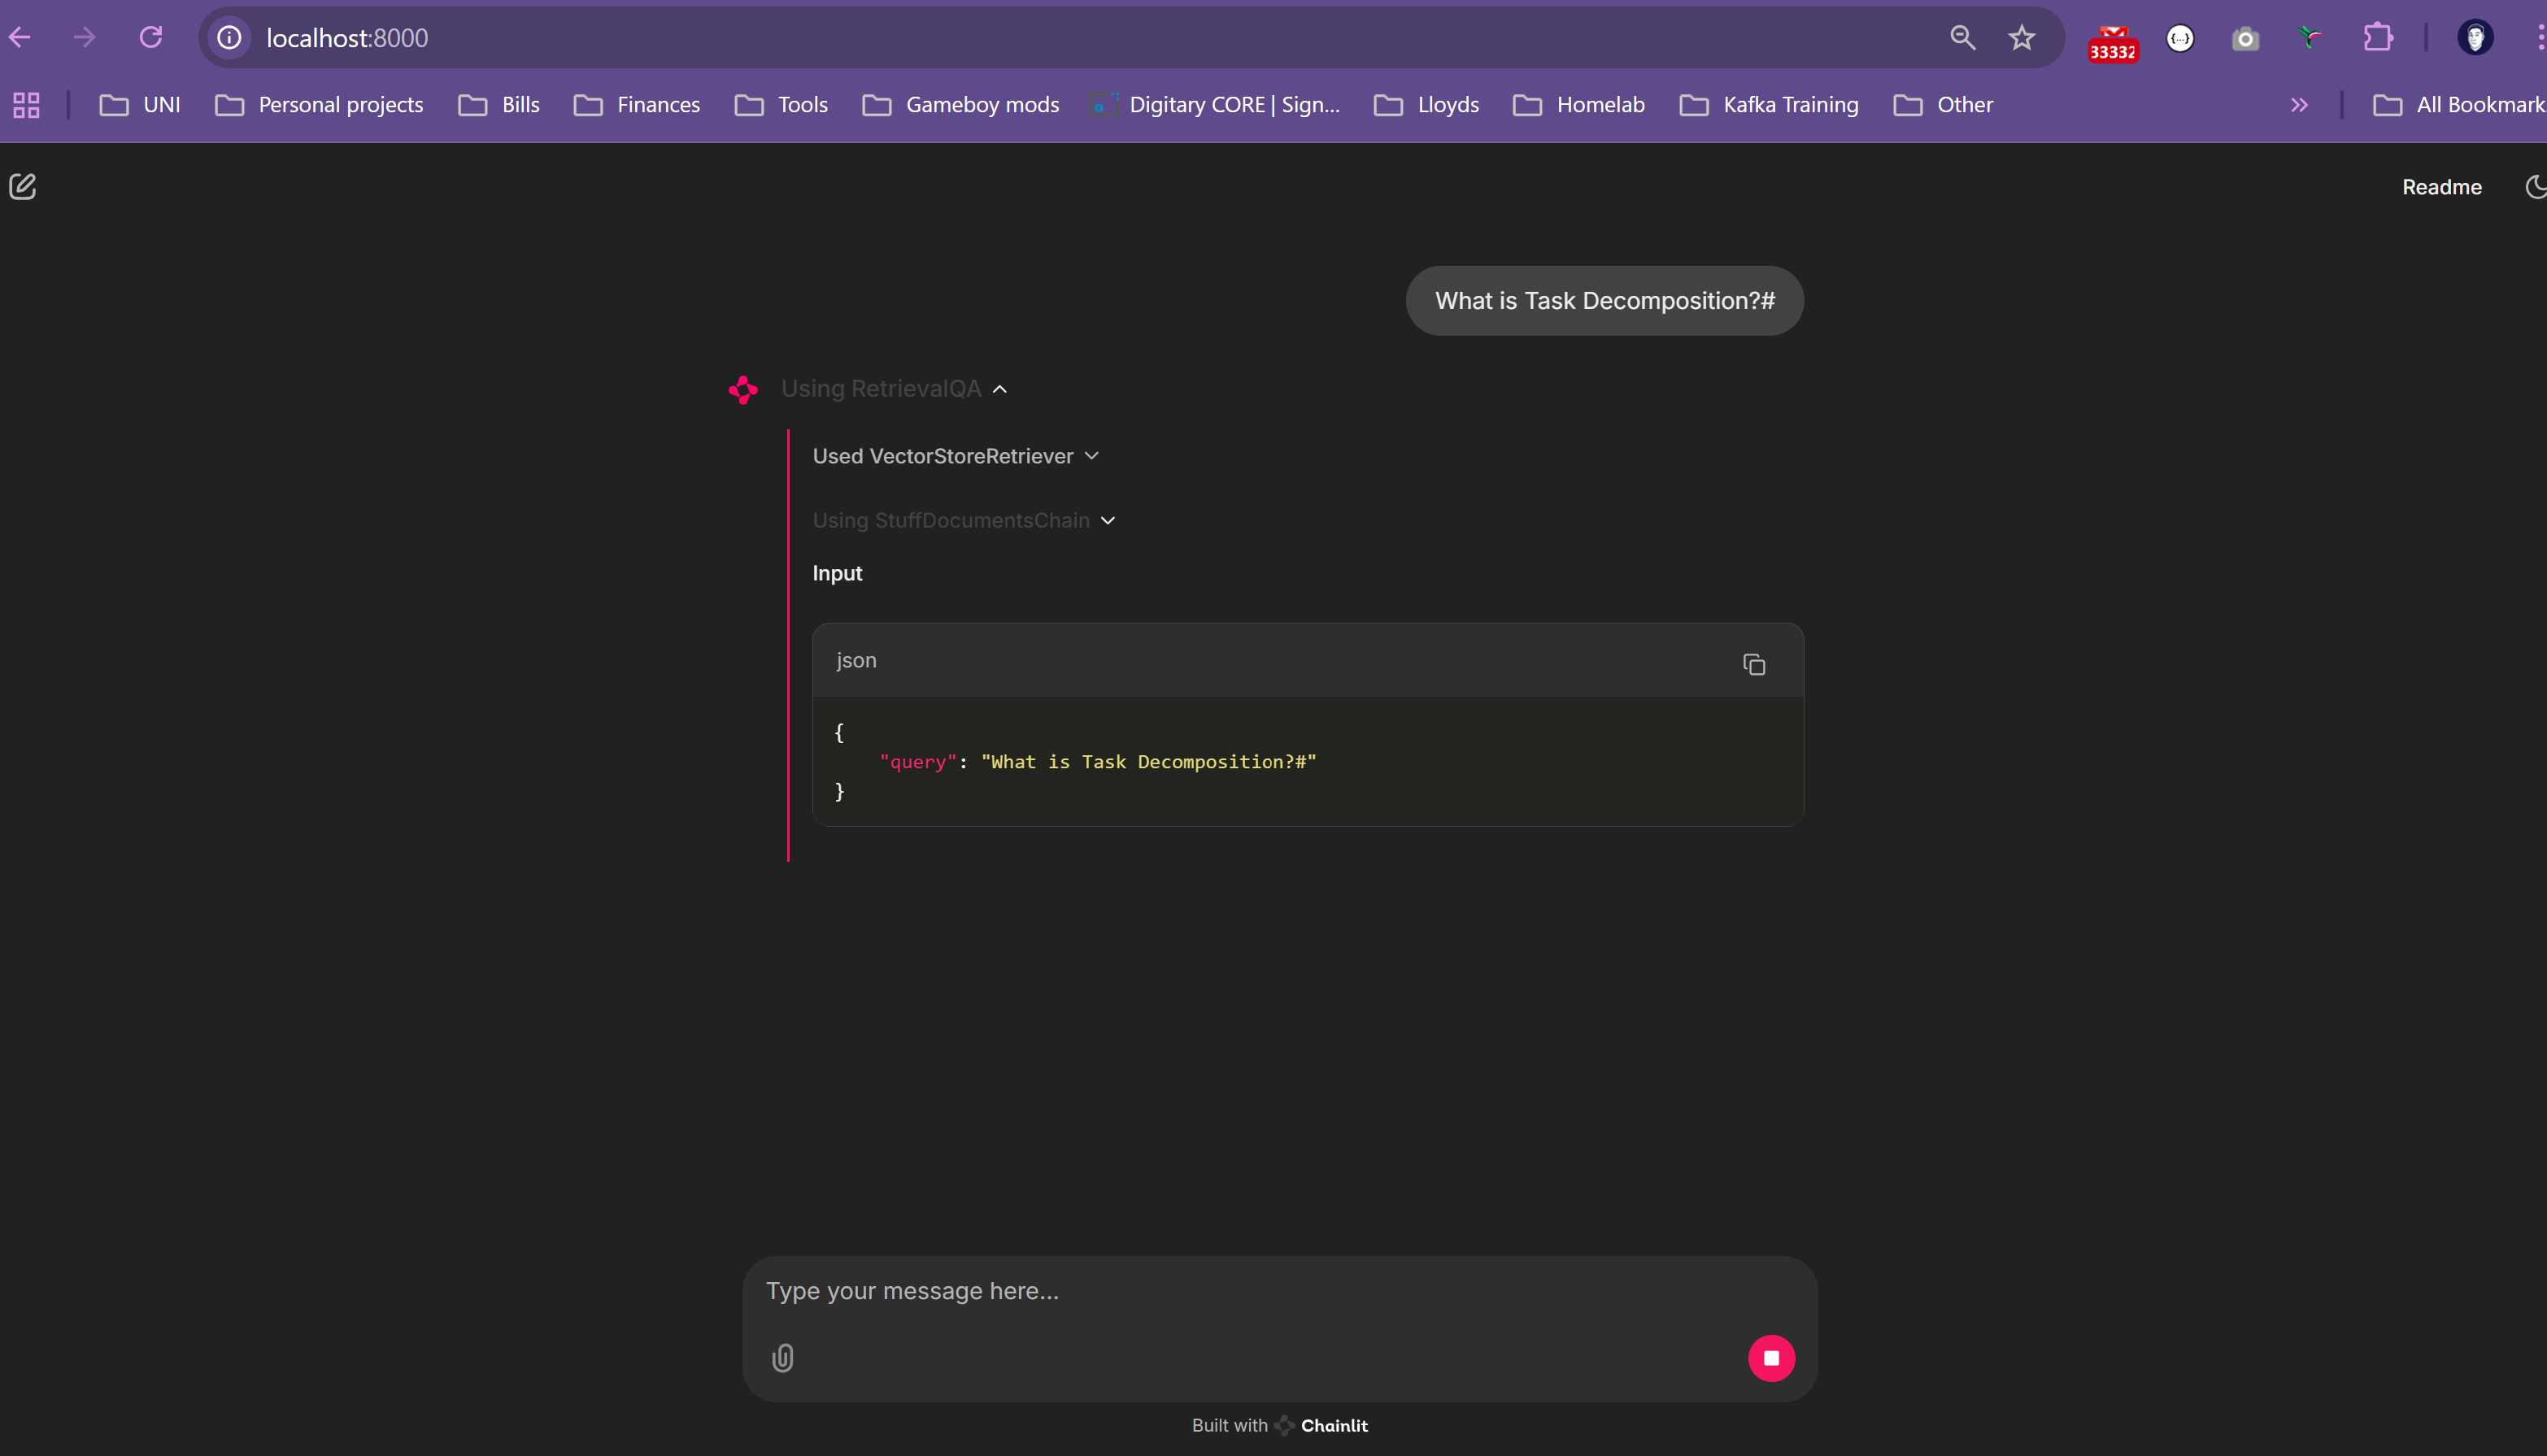 localhost:8000
33332
UNI
Personal projects
Bills
Finances
Tools
Gameboy mods
Digitary CORE | Sign...
Lloyds
Homelab
Kafka Training
Other
All Bookmark
Readme
What is Task Decomposition?#
Using RetrievalQA
Used VectorStoreRetriever
Using StuffDocumentsChain
Input
json
{
"query": "What is Task Decomposition?#"
}
Type your message here...
Built with Chainlit